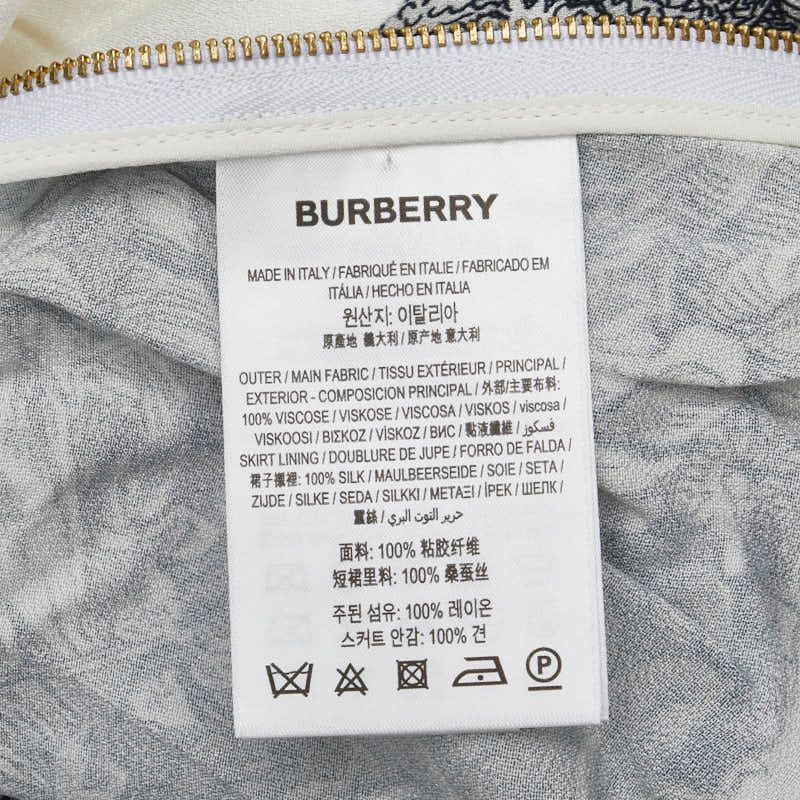 BURBERRY
MADE IN ITALY / FABRIQUÉ EN ITALIE / FABRICADO EM
ITÁLIA / HECHO EN ITALIA
원산지: 이탈리아
原產地 義大利 / 原产地 意大利
OUTER / MAIN FABRIC / TISSU EXTÉRIEUR / PRINCIPAL /
EXTERIOR - COMPOSICION PRINCIPAL / 外部/主要布料:
100% VISCOSE / VISKOSE / VISCOSA / VISKOS / viscosa /
VISKOOSI / ΒΙΣΚΟΖ / VİSKOZ / ВИС / 黏液纖維 / فسكوز
SKIRT LINING / DOUBLURE DE JUPE / FORRO DE FALDA /
裙子襯裡: 100% SILK / MAULBEERSEIDE / SOIE / SETA /
ZIJDE / SILKE / SEDA / SILKKI / ΜΕΤΑΞΙ / İPEK / ШЕЛК /
蠶絲 / حرير التوت البري
面料: 100% 粘胶纤维
短裙里料: 100% 桑蚕丝
주된 섬유: 100% 레이온
스커트 안감: 100% 견
P